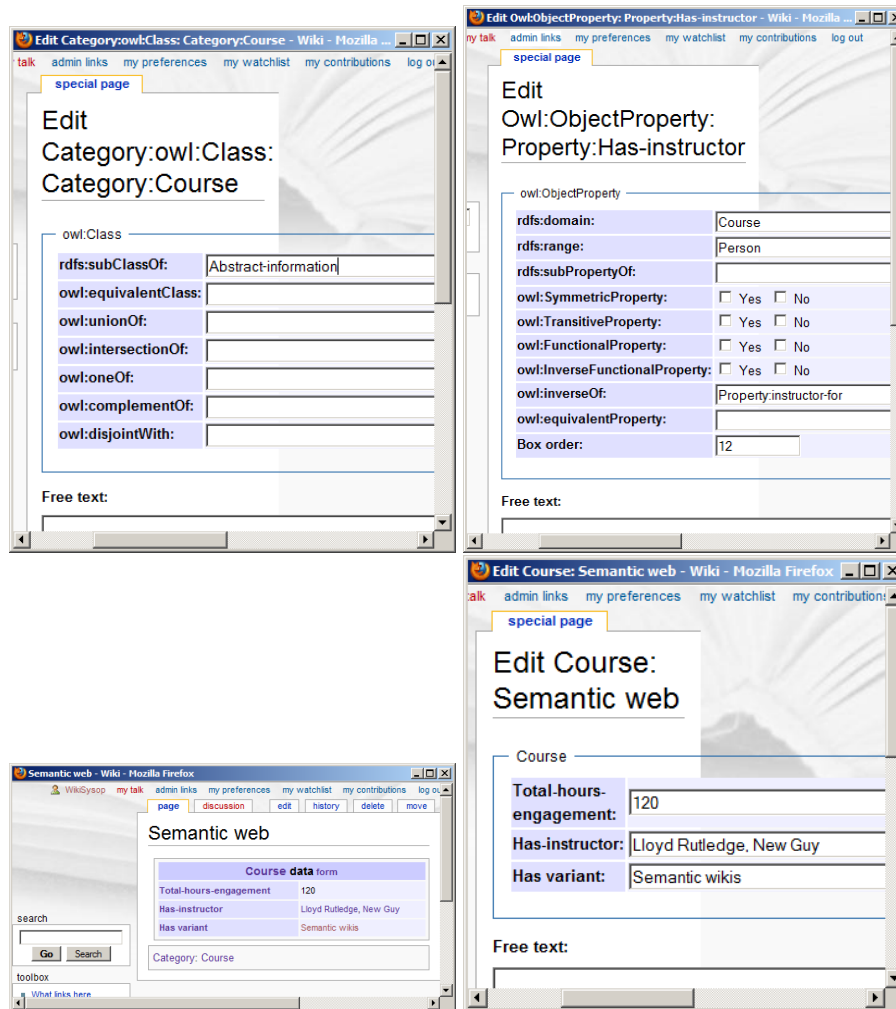 Edit Category:owl:Class: Category:Course - Wiki - Mozilla ...
talk admin links my preferences my watchlist my contributions log o
special page
Edit
Category:owl:Class:
Category:Course
owl:Class
rdfs:subClassOf: Abstract-information
owl:equivalentClass:
owl:unionOf:
owl:intersectionOf:
owl:oneOf:
owl:complementOf:
owl:disjointWith:
Free text:
Edit Owl:ObjectProperty: Property:Has-instructor - Wiki - Mozilla ...
my talk admin links my preferences my watchlist my contributions log out
special page
Edit
Owl:ObjectProperty:
Property:Has-instructor
owl:ObjectProperty
rdfs:domain: Course
rdfs:range: Person
rdfs:subPropertyOf:
owl:SymmetricProperty: Yes No
owl:TransitiveProperty: Yes No
owl:FunctionalProperty: Yes No
owl:InverseFunctionalProperty: Yes No
owl:inverseOf: Property:instructor-for
owl:equivalentProperty:
Box order: 12
Free text:
Semantic web - Wiki - Mozilla Firefox
WikiSysop my talk admin links my preferences my watchlist my contributions log ou
page discussion edit history delete move
Semantic web
Course data form
Total-hours-engagement 120
Has-instructor Lloyd Rutledge, New Guy
Has variant Semantic wikis
Category: Course
search
Go Search
toolbox
What links here
Edit Course: Semantic web - Wiki - Mozilla Firefox
talk admin links my preferences my watchlist my contributions
special page
Edit Course:
Semantic web
Course
Total-hours-
engagement: 120
Has-instructor: Lloyd Rutledge, New Guy
Has variant: Semantic wikis
Free text: